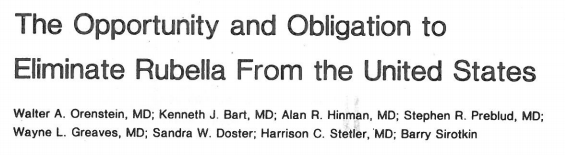 The Opportunity and Obligation to
Eliminate Rubella From the United States
Walter A. Orenstein, MD; Kenneth J. Bart, MD; Alan R. Hinman, MD; Stephen R. Preblud, MD;
Wayne L. Greaves, MD; Sandra W. Doster; Harrison C. Stetler, MD; Barry Sirotkin